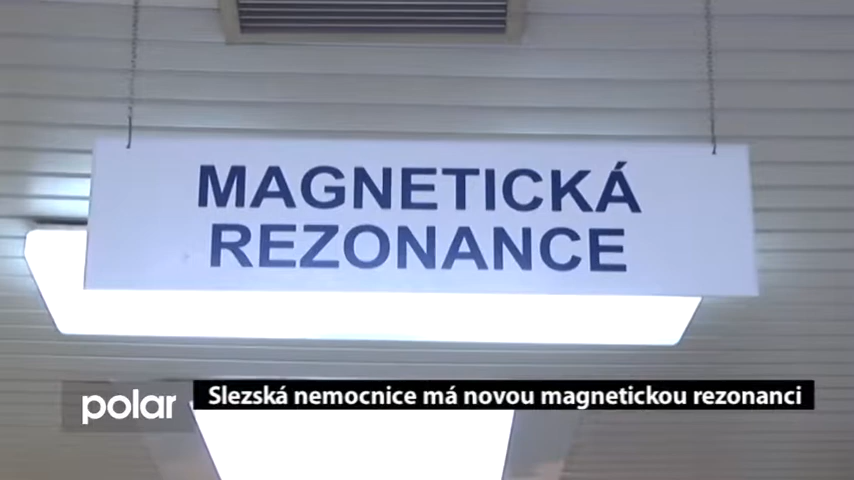 MAGNETICKÁ
REZONANCE
Slezská nemocnice má novou magnetickou rezonanci
polar